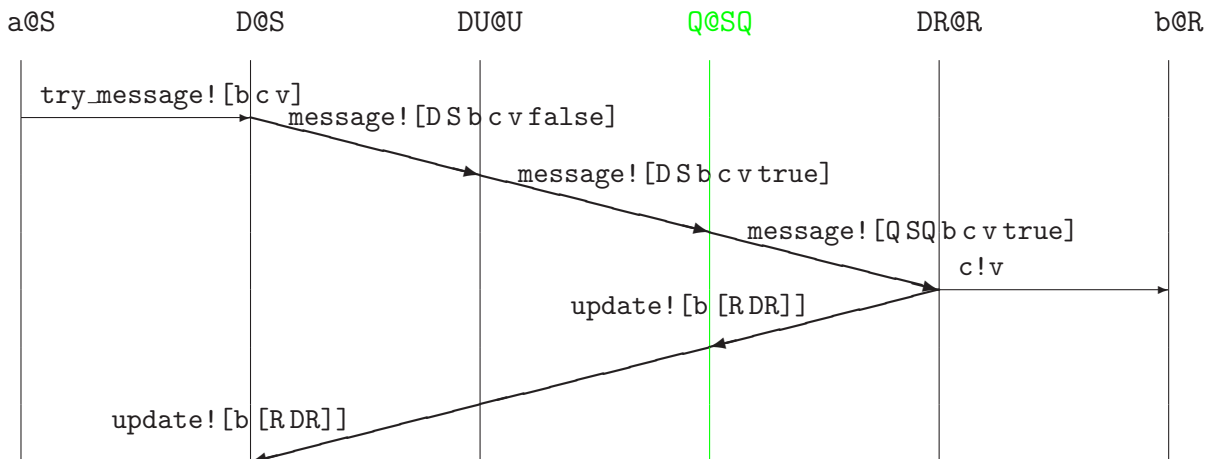 a@S D@S DU@U Q@SQ DR@R b@R
try_message![b c v]
message![D S b c v false]
message![D S b c v true]
message![Q SQ b c v true]
c!v
update![b [R DR]]
update![b [R DR]]